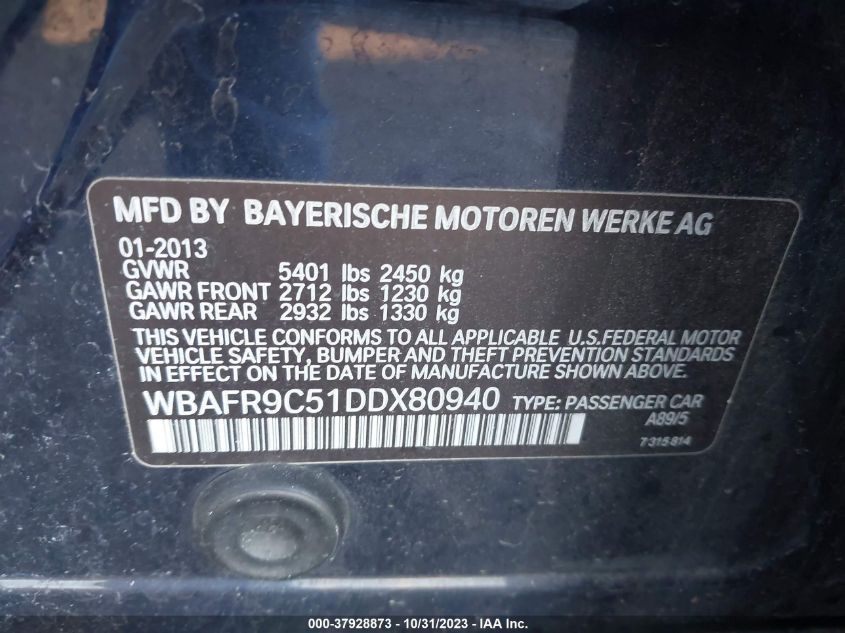 MFD BY BAYERISCHE MOTOREN WERKE AG
01-2013
GVWR 5401 lbs 2450 kg
GAWR FRONT 2712 lbs 1230 kg
GAWR REAR 2932 lbs 1330 kg
THIS VEHICLE CONFORMS TO ALL APPLICABLE U.S.FEDERAL MOTOR
VEHICLE SAFETY, BUMPER AND THEFT PREVENTION STANDARDS
IN EFFECT ON THE DATE OF MANUFACTURE SHOWN ABOVE.
WBAFR9C51DDX80940 TYPE: PASSENGER CAR
A89/5
7 315 814
000-37928873 - 10/31/2023 - IAA Inc.